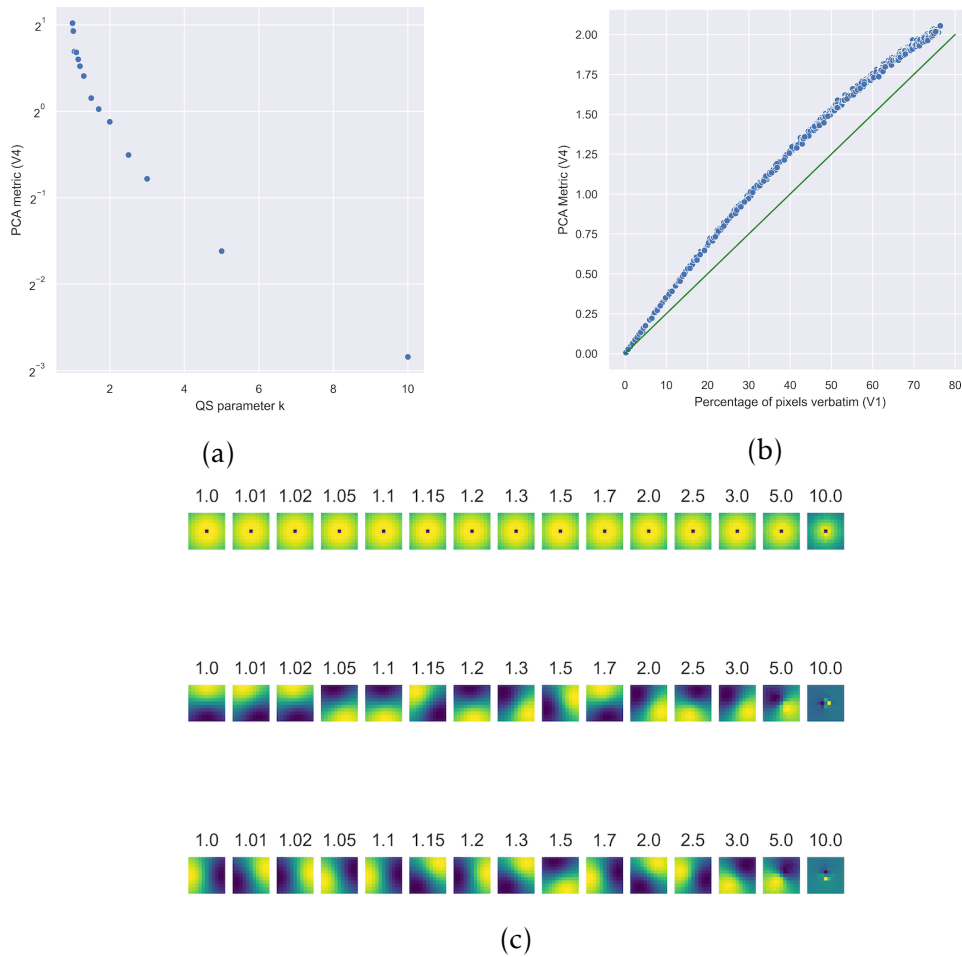 2^1
2^0
2^−1
2^−2
2^−3
PCA metric (V4)
2 4 6 8 10
QS parameter k
(a)
2.00
1.75
1.50
1.25
1.00
0.75
0.50
0.25
0.00
PCA Metric (V4)
0 10 20 30 40 50 60 70 80
Percentage of pixels verbatim (V1)
(b)
1.0 1.01 1.02 1.05 1.1 1.15 1.2 1.3 1.5 1.7 2.0 2.5 3.0 5.0 10.0
1.0 1.01 1.02 1.05 1.1 1.15 1.2 1.3 1.5 1.7 2.0 2.5 3.0 5.0 10.0
1.0 1.01 1.02 1.05 1.1 1.15 1.2 1.3 1.5 1.7 2.0 2.5 3.0 5.0 10.0
(c)